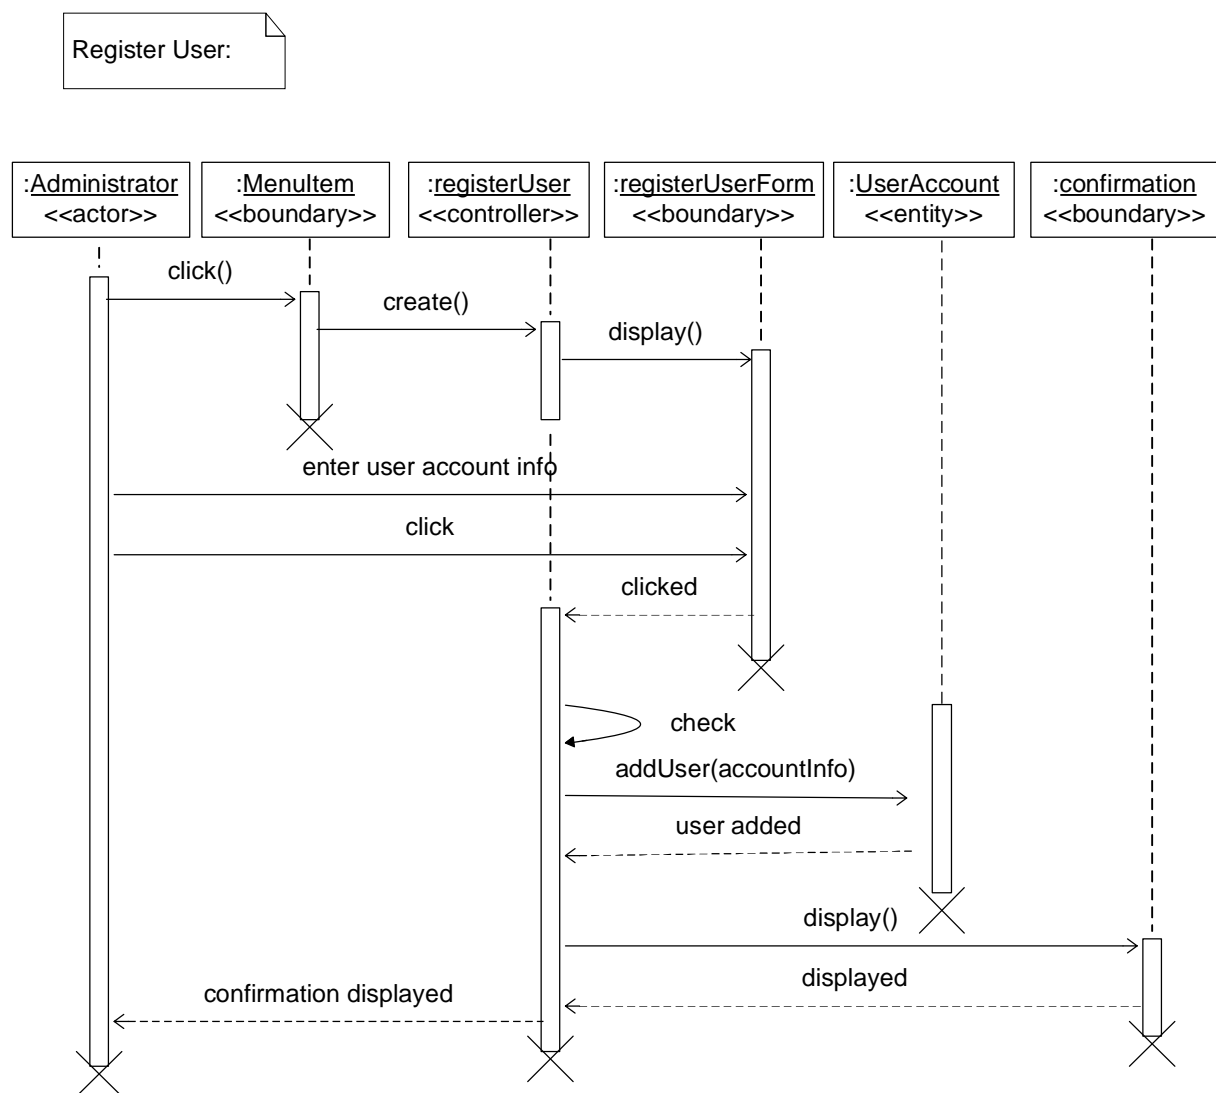 Register User:
:Administrator
<<actor>>
:MenuItem
<<boundary>>
:registerUser
<<controller>>
:registerUserForm
<<boundary>>
:UserAccount
<<entity>>
:confirmation
<<boundary>>
click()
create()
display()
enter user account info
click
clicked
check
addUser(accountInfo)
user added
display()
displayed
confirmation displayed